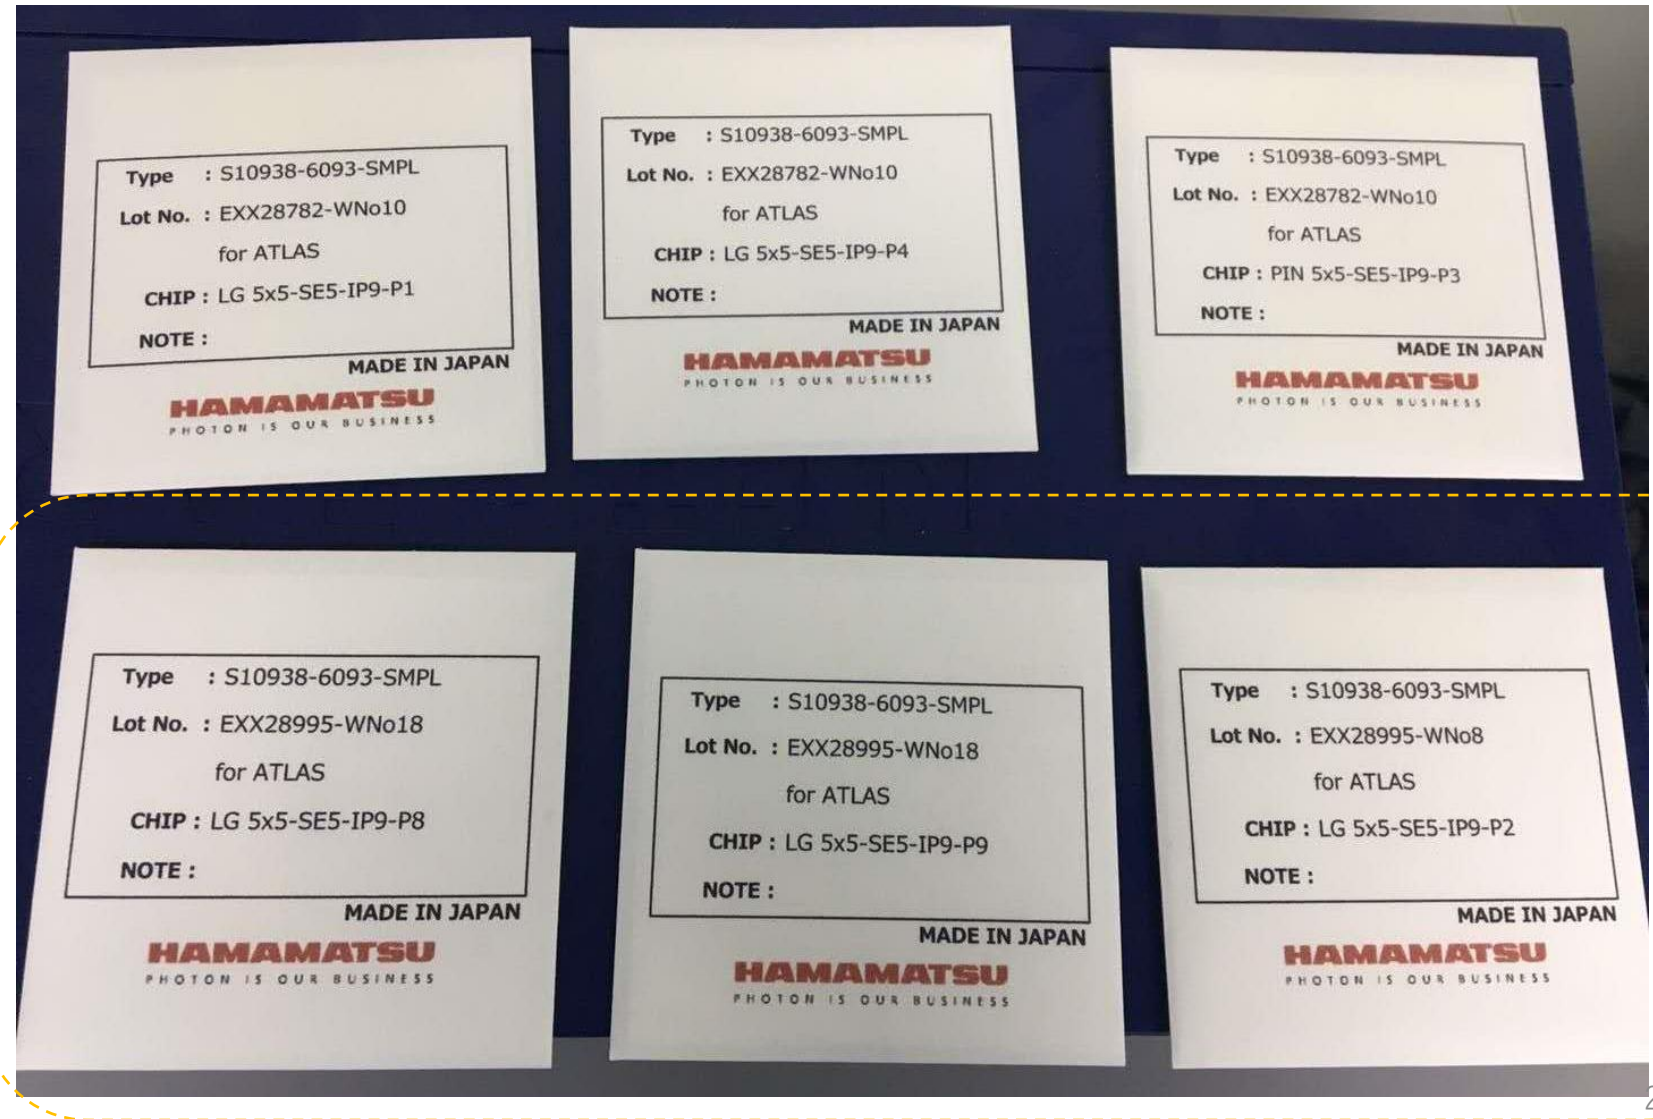 Type : S10938-6093-SMPL
Lot No. : EXX28782-WNo10
for ATLAS
CHIP : LG 5x5-SE5-IP9-P1
NOTE :
MADE IN JAPAN
HAMAMATSU
PHOTON IS OUR BUSINESS
Type : S10938-6093-SMPL
Lot No. : EXX28782-WNo10
for ATLAS
CHIP : LG 5x5-SE5-IP9-P4
NOTE :
MADE IN JAPAN
HAMAMATSU
PHOTON IS OUR BUSINESS
Type : S10938-6093-SMPL
Lot No. : EXX28782-WNo10
for ATLAS
CHIP : PIN 5x5-SE5-IP9-P3
NOTE :
MADE IN JAPAN
HAMAMATSU
PHOTON IS OUR BUSINESS
Type : S10938-6093-SMPL
Lot No. : EXX28995-WNo18
for ATLAS
CHIP : LG 5x5-SE5-IP9-P8
NOTE :
MADE IN JAPAN
HAMAMATSU
PHOTON IS OUR BUSINESS
Type : S10938-6093-SMPL
Lot No. : EXX28995-WNo18
for ATLAS
CHIP : LG 5x5-SE5-IP9-P9
NOTE :
MADE IN JAPAN
HAMAMATSU
PHOTON IS OUR BUSINESS
Type : S10938-6093-SMPL
Lot No. : EXX28995-WNo8
for ATLAS
CHIP : LG 5x5-SE5-IP9-P2
NOTE :
MADE IN JAPAN
HAMAMATSU
PHOTON IS OUR BUSINESS